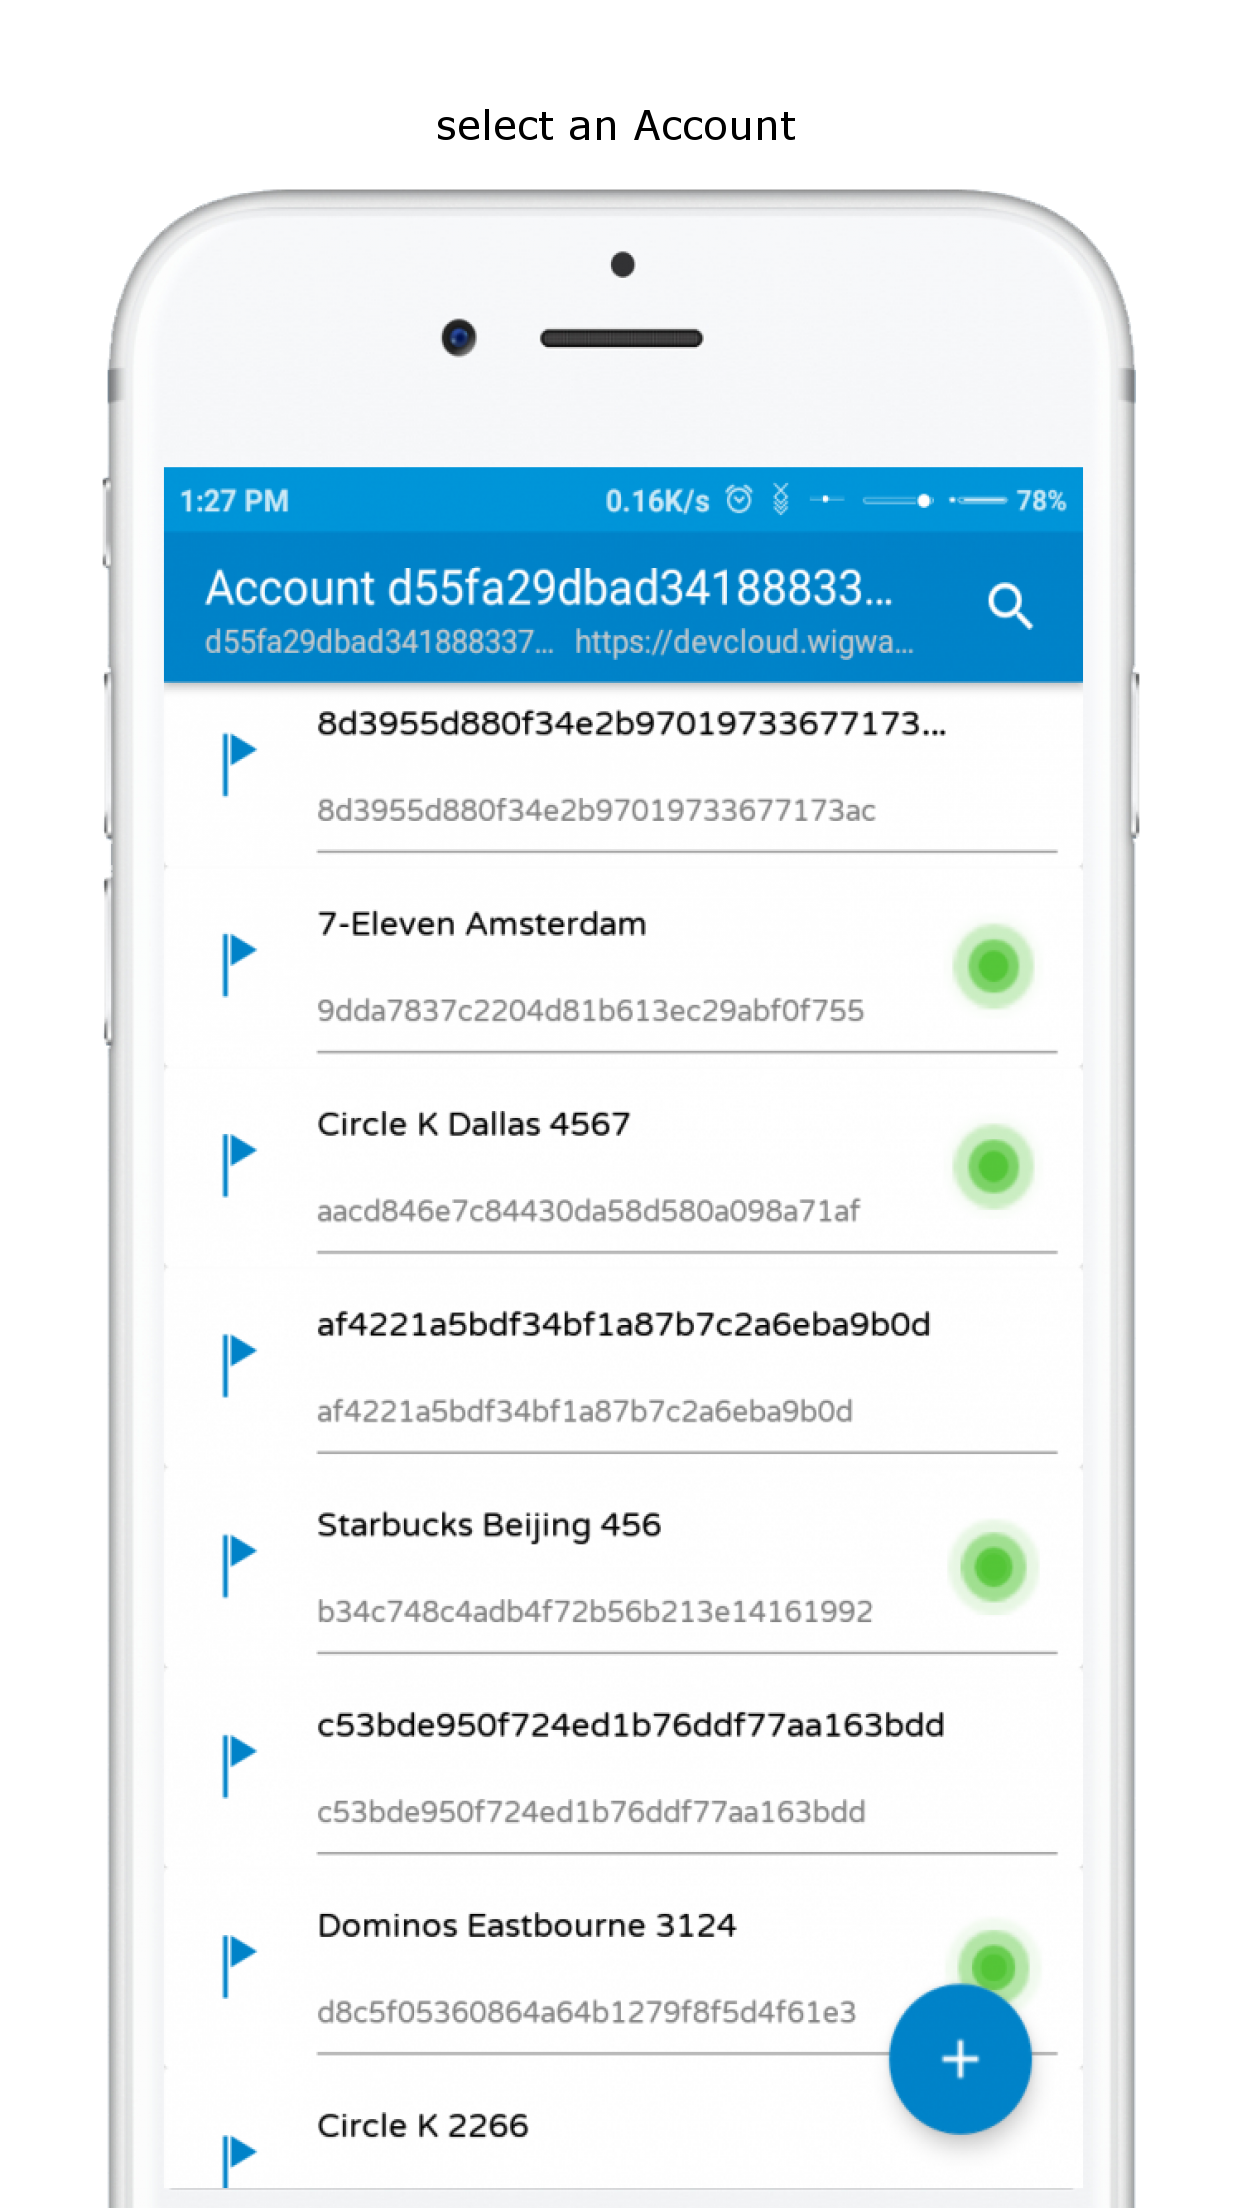 select an Account
1:27 PM 0.16K/s 78%
Account d55fa29dbad34188833...
d55fa29dbad341888337... https://devcloud.wigwa...
8d3955d880f34e2b97019733677173...
8d3955d880f34e2b97019733677173ac
7-Eleven Amsterdam
9dda7837c2204d81b613ec29abf0f755
Circle K Dallas 4567
aacd846e7c84430da58d580a098a71af
af4221a5bdf34bf1a87b7c2a6eba9b0d
af4221a5bdf34bf1a87b7c2a6eba9b0d
Starbucks Beijing 456
b34c748c4adb4f72b56b213e14161992
c53bde950f724ed1b76ddf77aa163bdd
c53bde950f724ed1b76ddf77aa163bdd
Dominos Eastbourne 3124
d8c5f05360864a64b1279f8f5d4f61e3
Circle K 2266